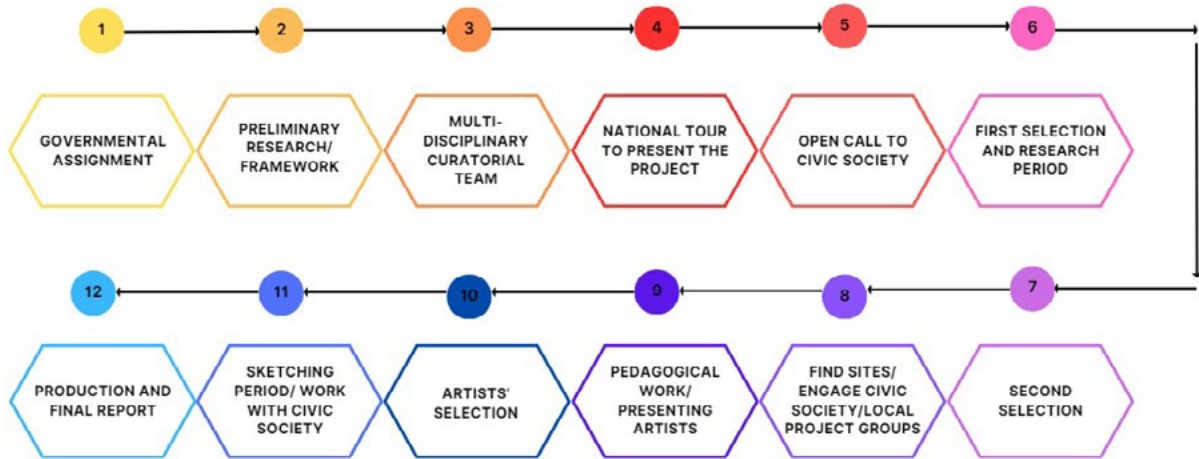 1
2
3
4
5
6
GOVERNMENTAL
ASSIGNMENT
PRELIMINARY
RESEARCH/
FRAMEWORK
MULTI-
DISCIPLINARY
CURATORIAL
TEAM
NATIONAL TOUR
TO PRESENT THE
PROJECT
OPEN CALL TO
CIVIC SOCIETY
FIRST SELECTION
AND RESEARCH
PERIOD
12
11
10
9
8
7
PRODUCTION AND
FINAL REPORT
SKETCHING
PERIOD/ WORK
WITH CIVIC
SOCIETY
ARTISTS'
SELECTION
PEDAGOGICAL
WORK/
PRESENTING
ARTISTS
FIND SITES/
ENGAGE CIVIC
SOCIETY/LOCAL
PROJECT GROUPS
SECOND
SELECTION